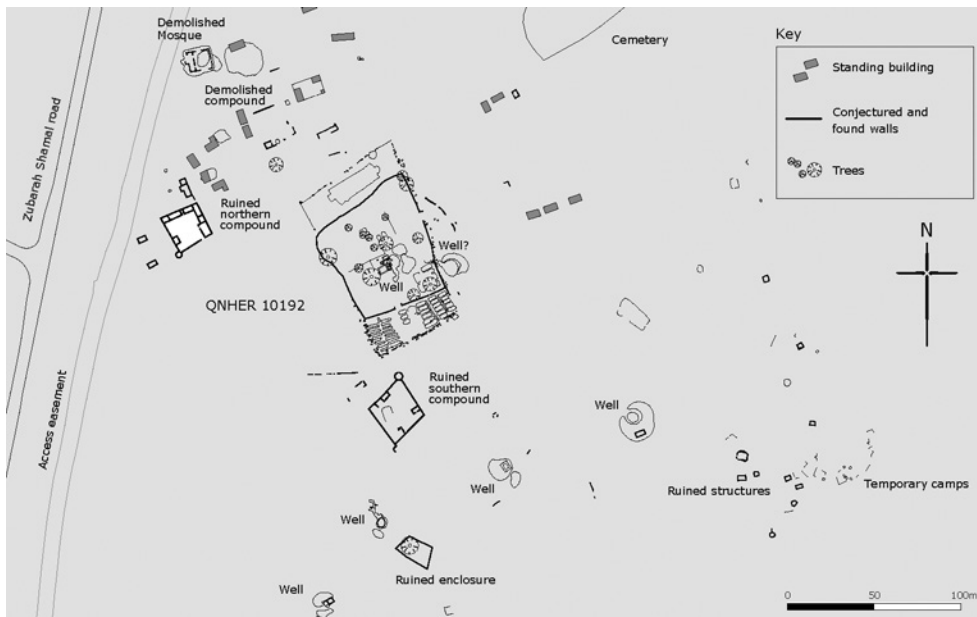 Demolished
Mosque
Cemetery
Key
Standing building
Conjectured and
found walls
Trees
Demolished
compound
Zubarah Shamal road
Ruined
northern
compound
N
Well?
Well
QNHER 10192
Access easement
Ruined
southern
compound
Well
Well
Ruined structures
Temporary camps
Well
Ruined enclosure
Well
0 50 100m